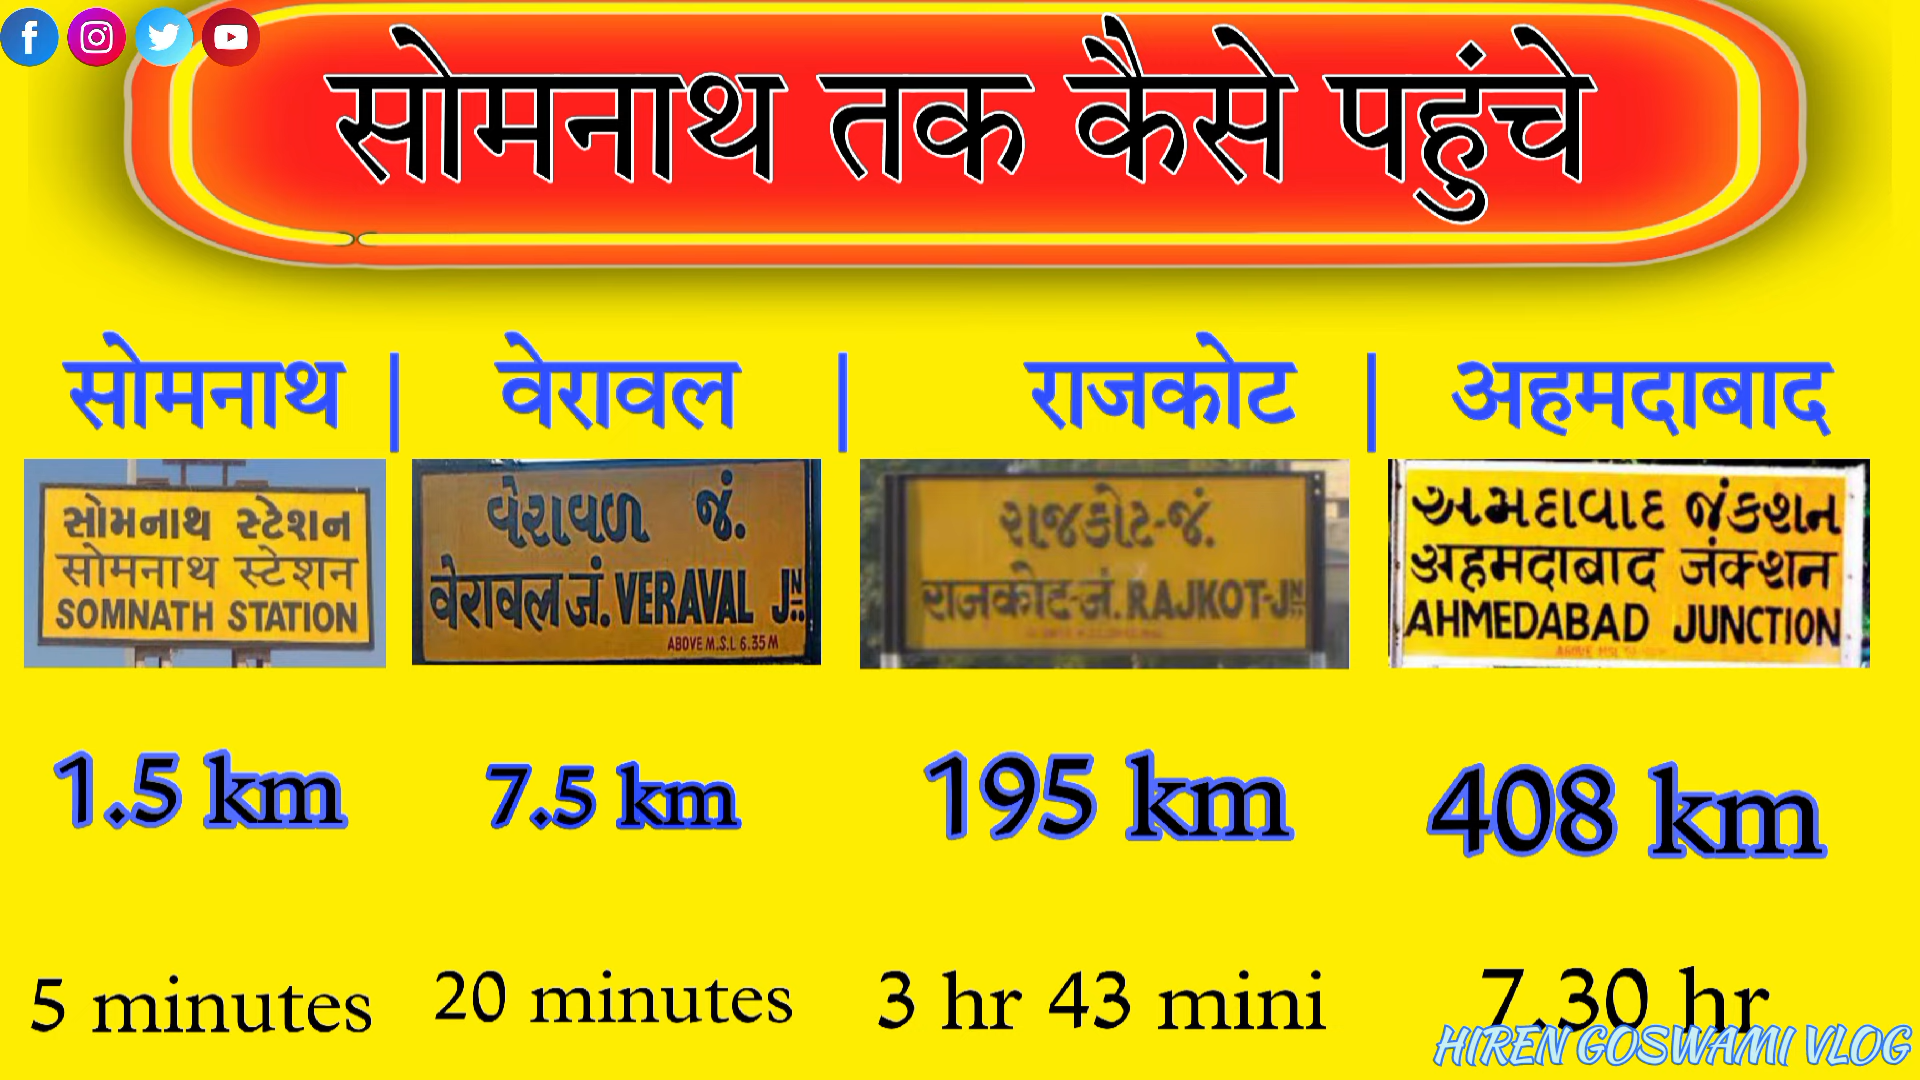 सोमनाथ तक कैसे पहुंचे
सोमनाथ | वेरावल | राजकोट | अहमदाबाद
સોમનાથ સ્ટેશન
सोमनाथ स्टेशन
SOMNATH STATION
વેરાવળ જં.
वेरावल जं. VERAVAL JN.
ABOVE M.S.L 6.35 M
રાજકોટ-જં.
राजकोट-जं. RAJKOT-JN
અમદાવાદ જંકશન
अहमदाबाद जंक्शन
AHMEDABAD JUNCTION
1.5 km 7.5 km 195 km 408 km
5 minutes 20 minutes 3 hr 43 mini 7.30 hr
HIREN GOSWAMI VLOG